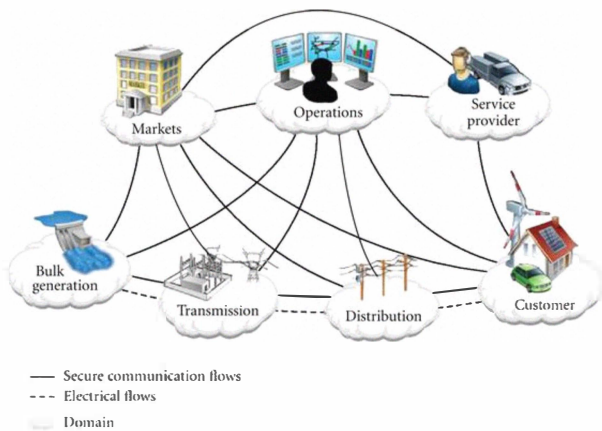 Markets
Operations
Service
provider
Bulk
generation
Transmission
Distribution
Customer
Secure communication flows
Electrical flows
Domain